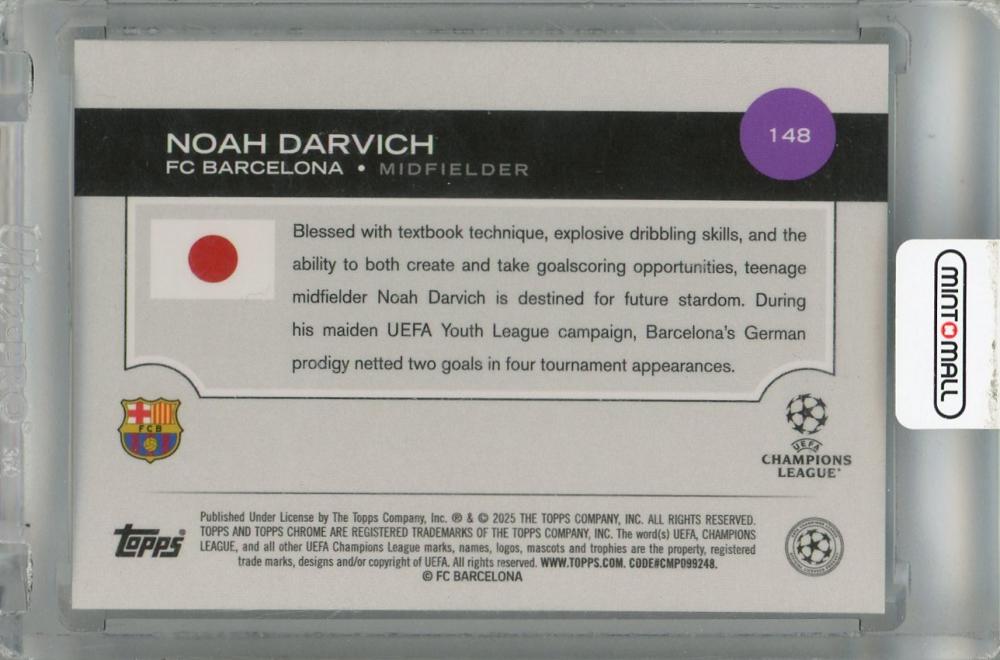 NOAH DARVICH
FC BARCELONA • MIDFIELDER
148
Blessed with textbook technique, explosive dribbling skills, and the
ability to both create and take goalscoring opportunities, teenage
midfielder Noah Darvich is destined for future stardom. During
his maiden UEFA Youth League campaign, Barcelona's German
prodigy netted two goals in four tournament appearances.
FCB
UEFA
CHAMPIONS
LEAGUE
MINTOMALL
Topps®
Published Under License by The Topps Company, Inc. ® & © 2025 THE TOPPS COMPANY, INC. ALL RIGHTS RESERVED.
TOPPS AND TOPPS CHROME ARE REGISTERED TRADEMARKS OF THE TOPPS COMPANY, INC. The word(s) UEFA, CHAMPIONS
LEAGUE, and all other UEFA Champions League marks, names, logos, mascots and trophies are the property, registered
trade marks, designs and/or copyright of UEFA. All rights reserved. WWW.TOPPS.COM. CODE#CMP099248.
© FC BARCELONA